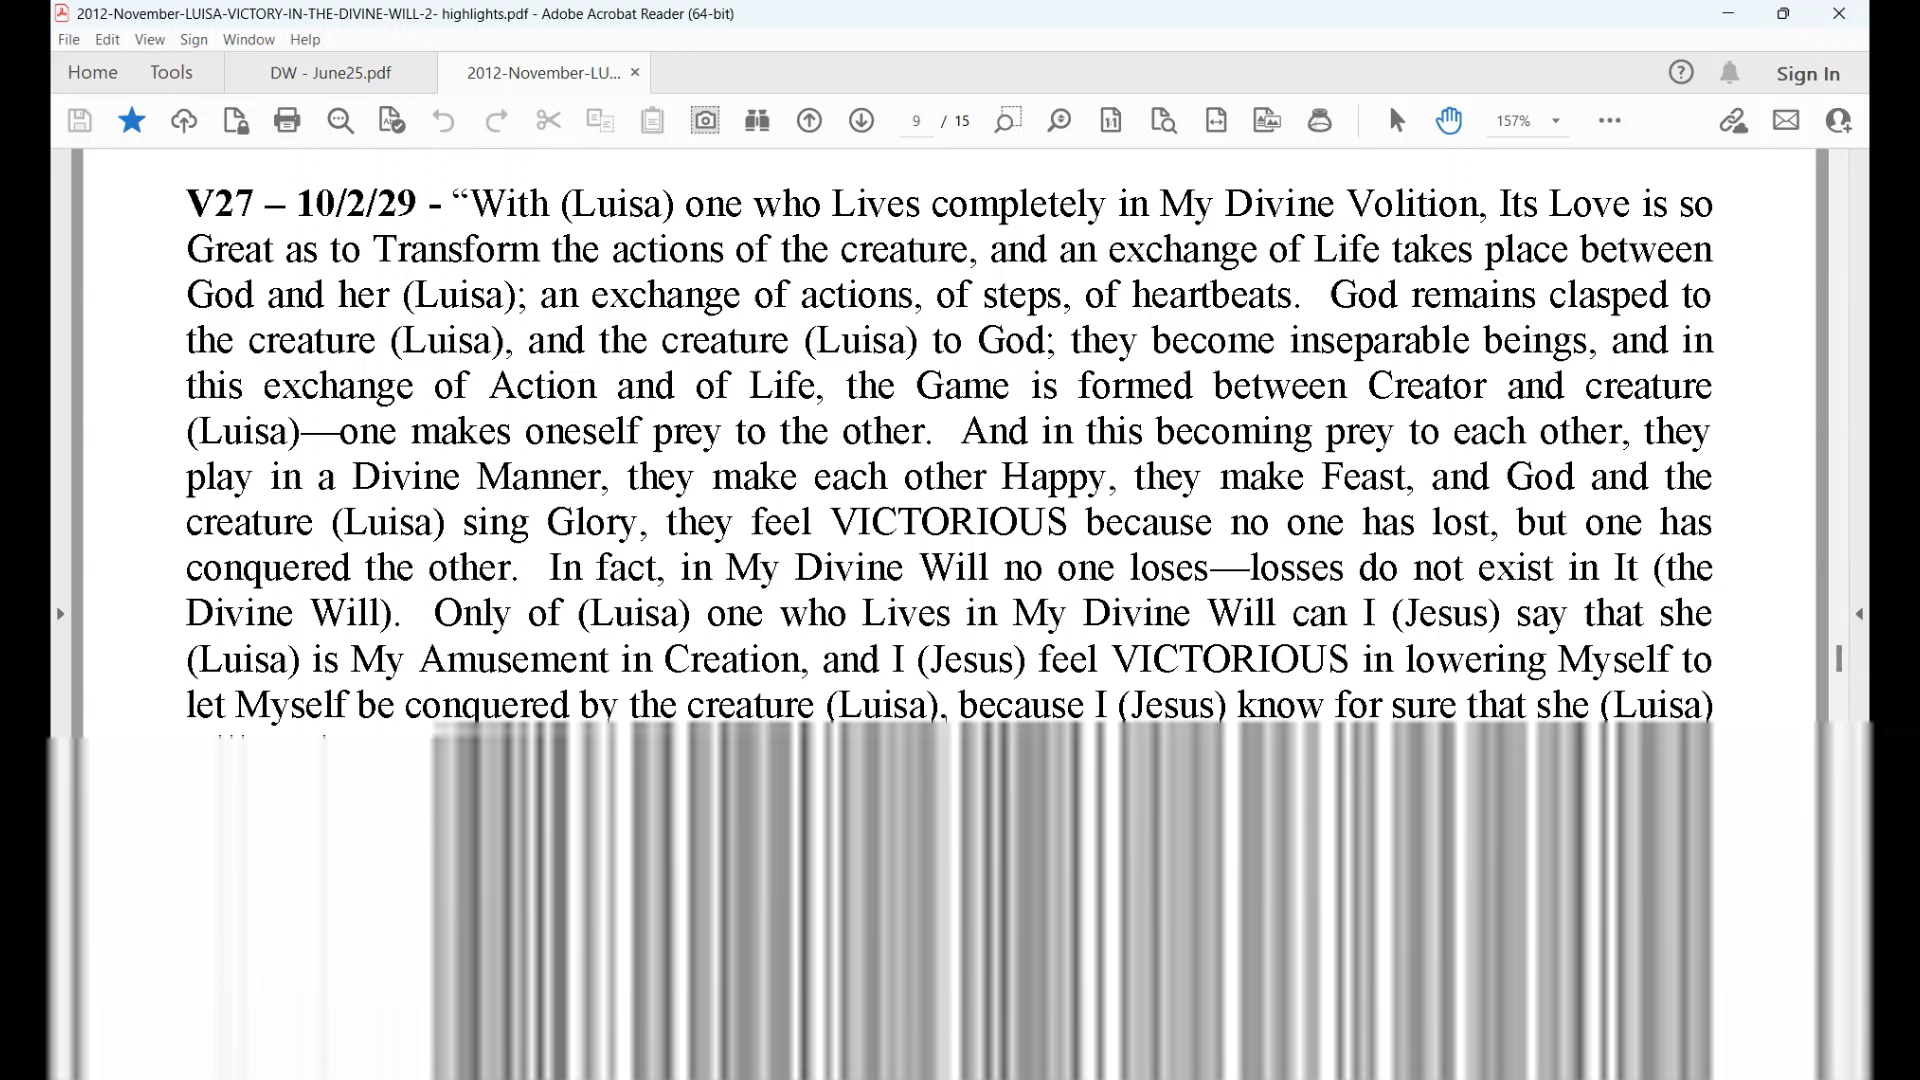 2012-November-LUISA-VICTORY-IN-THE-DIVINE-WILL-2- highlights.pdf - Adobe Acrobat Reader (64-bit)
File Edit View Sign Window Help
Home Tools DW - June25.pdf 2012-November-LU... × Sign In
9 / 15 157%
V27 – 10/2/29 - “With (Luisa) one who Lives completely in My Divine Volition, Its Love is so
Great as to Transform the actions of the creature, and an exchange of Life takes place between
God and her (Luisa); an exchange of actions, of steps, of heartbeats. God remains clasped to
the creature (Luisa), and the creature (Luisa) to God; they become inseparable beings, and in
this exchange of Action and of Life, the Game is formed between Creator and creature
(Luisa)—one makes oneself prey to the other. And in this becoming prey to each other, they
play in a Divine Manner, they make each other Happy, they make Feast, and God and the
creature (Luisa) sing Glory, they feel VICTORIOUS because no one has lost, but one has
conquered the other. In fact, in My Divine Will no one loses—losses do not exist in It (the
Divine Will). Only of (Luisa) one who Lives in My Divine Will can I (Jesus) say that she
(Luisa) is My Amusement in Creation, and I (Jesus) feel VICTORIOUS in lowering Myself to
let Myself be conquered by the creature (Luisa), because I (Jesus) know for sure that she (Luisa)